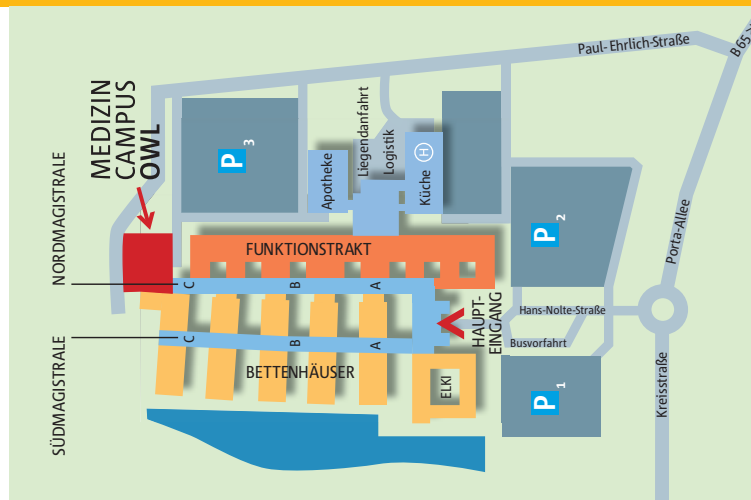 Paul-Ehrlich-Straße
B 65
MEDIZIN
CAMPUS
OWL
NORDMAGISTRALE
SÜDMAGISTRALE
P 3
Apotheke
Liegendanfahrt
Logistik
Küche
H
P 2
Porta-Allee
FUNKTIONSTRAKT
C
B
A
C
B
A
HAUPT-
EINGANG
Hans-Nolte-Straße
Busvorfahrt
BETTENHÄUSER
ELKI
P 1
Kreisstraße